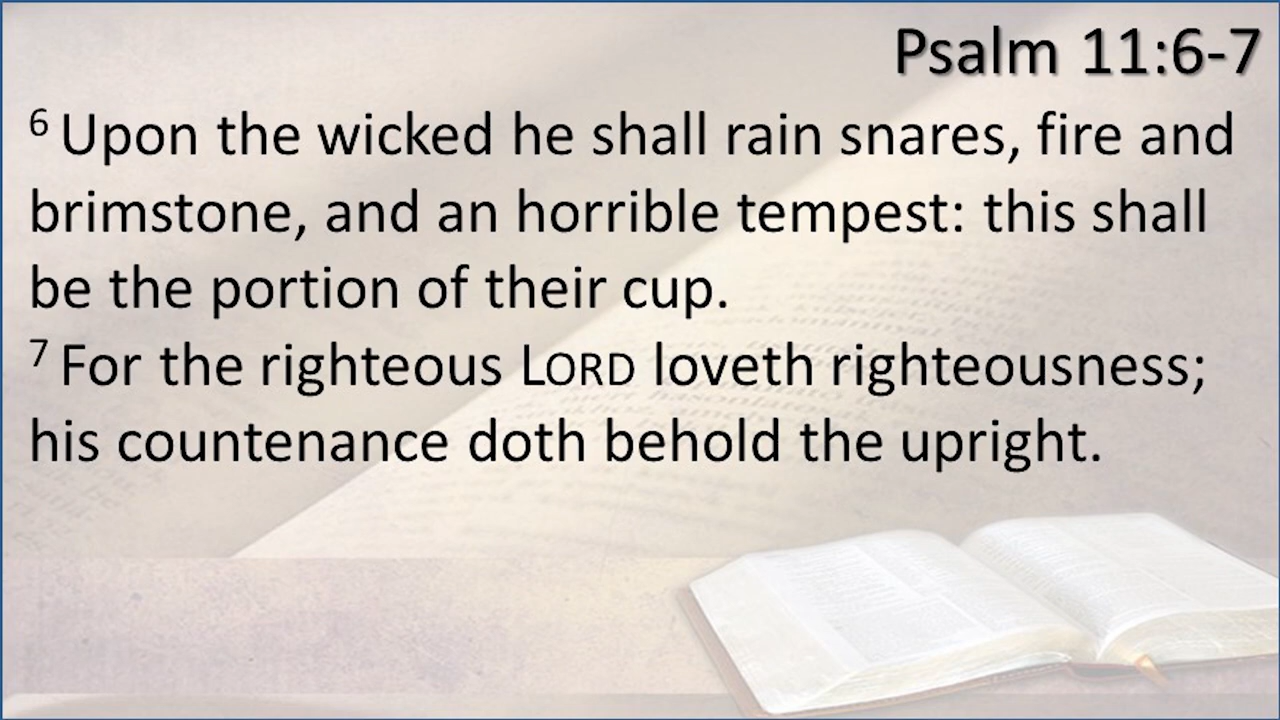 Psalm 11:6-7
6 Upon the wicked he shall rain snares, fire and
brimstone, and an horrible tempest: this shall
be the portion of their cup.
7 For the righteous LORD loveth righteousness;
his countenance doth behold the upright.